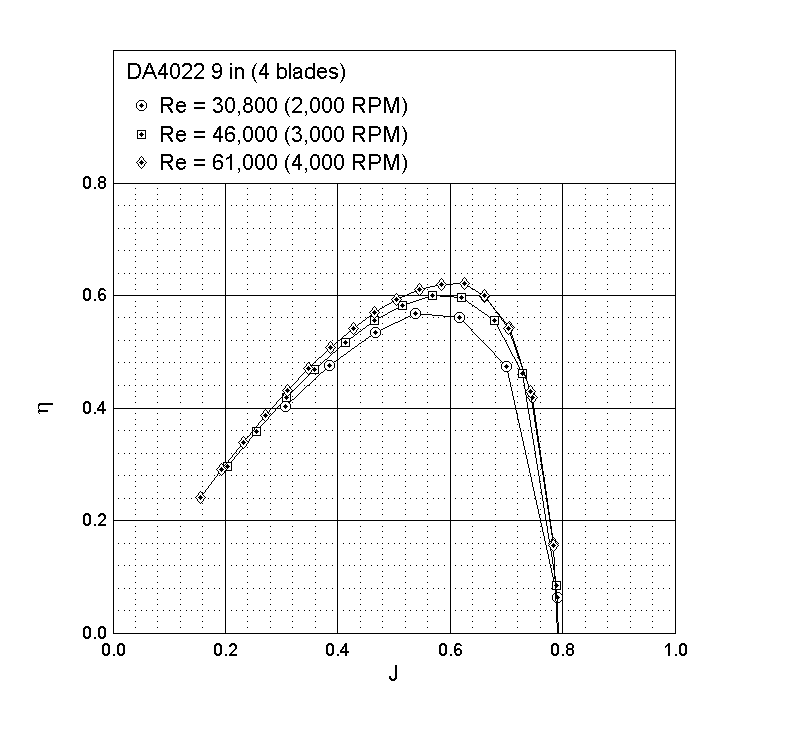 DA4022 9 in (4 blades)
Re = 30,800 (2,000 RPM)
Re = 46,000 (3,000 RPM)
Re = 61,000 (4,000 RPM)
0.8
0.6
0.4
η
0.2
0.0
0.0 0.2 0.4 0.6 0.8 1.0
J